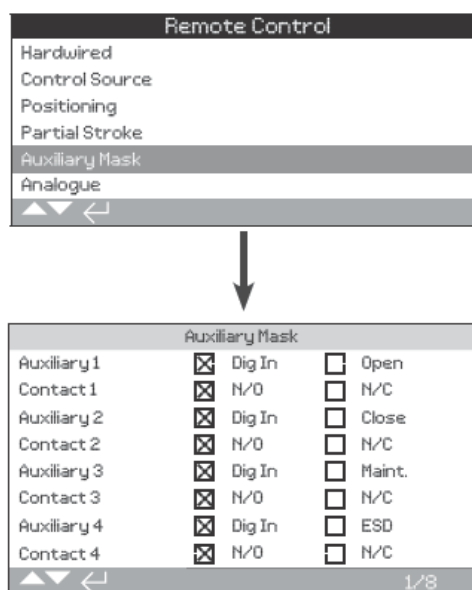 Remote Control
Hardwired
Control Source
Positioning
Partial Stroke
Auxiliary Mask
Analogue
Auxiliary Mask
Auxiliary 1 Dig In Open
Contact 1 N/O N/C
Auxiliary 2 Dig In Close
Contact 2 N/O N/C
Auxiliary 3 Dig In Maint.
Contact 3 N/O N/C
Auxiliary 4 Dig In ESD
Contact 4 N/O N/C
1/8